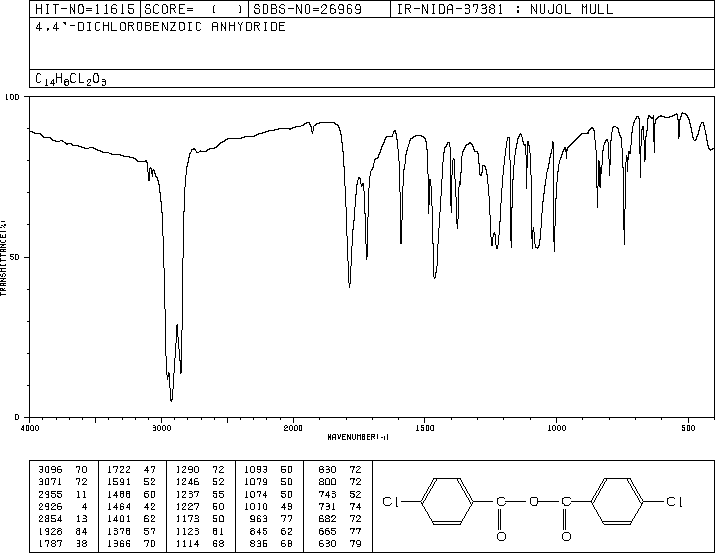 HIT-NO=11615 SCORE= ( ) SDBS-NO=26969 IR-NIDA-37381 : NUJOL MULL
4,4'-DICHLOROBENZOIC ANHYDRIDE
C14H8CL2O3
100
50
0
TRANSMITTANCE(%)
4000 3000 2000 1500 1000 500
WAVENUMBER(-1)
3096 70 1722 47 1290 72 1093 50 830 72
3071 72 1591 52 1246 52 1079 50 800 72
2955 11 1488 60 1237 55 1074 50 743 52
2926 4 1464 42 1227 60 1010 49 731 74
2854 13 1401 62 1173 50 963 77 682 72
1928 84 1378 57 1123 81 845 62 665 77
1787 38 1366 70 1114 68 836 68 630 79
Cl C O C Cl
O O